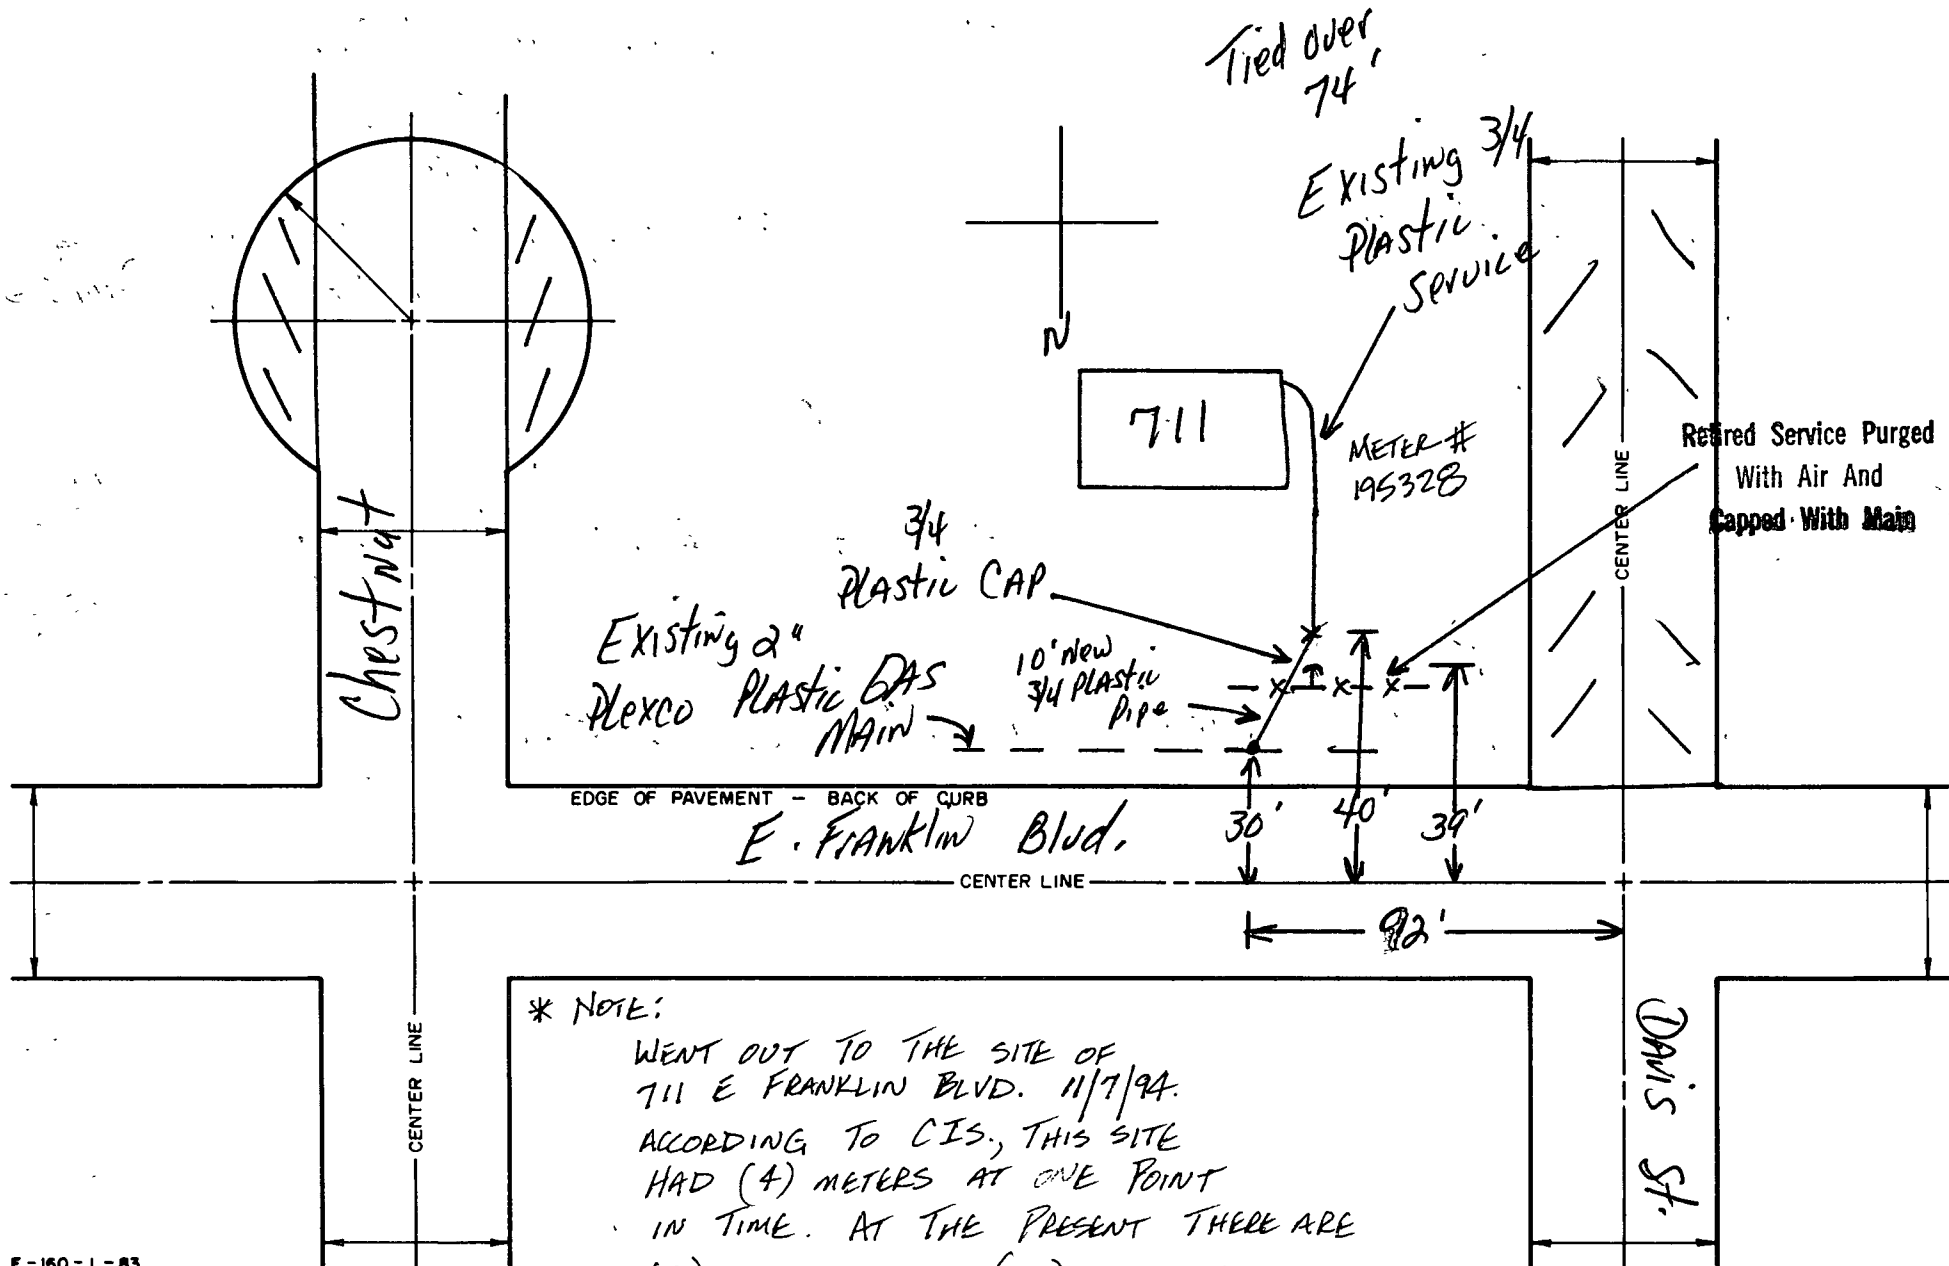 Tied over
74'
Existing 3/4
Plastic
Service
N
711
METER #
195328
Retired Service Purged
With Air And
Capped With Main
CENTER LINE
Chestnut
3/4
Plastic CAP
Existing 2"
Plexco Plastic GAS
MAIN
10' new
3/4 Plastic
Pipe
EDGE OF PAVEMENT - BACK OF CURB
E. Franklin Blvd.
30'
40'
39'
CENTER LINE
92'
* NOTE:
WENT OUT TO THE SITE OF
711 E FRANKLIN BLVD. 11/7/94.
ACCORDING TO CIS., THIS SITE
HAD (4) METERS AT ONE POINT
IN TIME. AT THE PRESENT THERE ARE
CENTER LINE
DAVIS St.
F-160-1-83